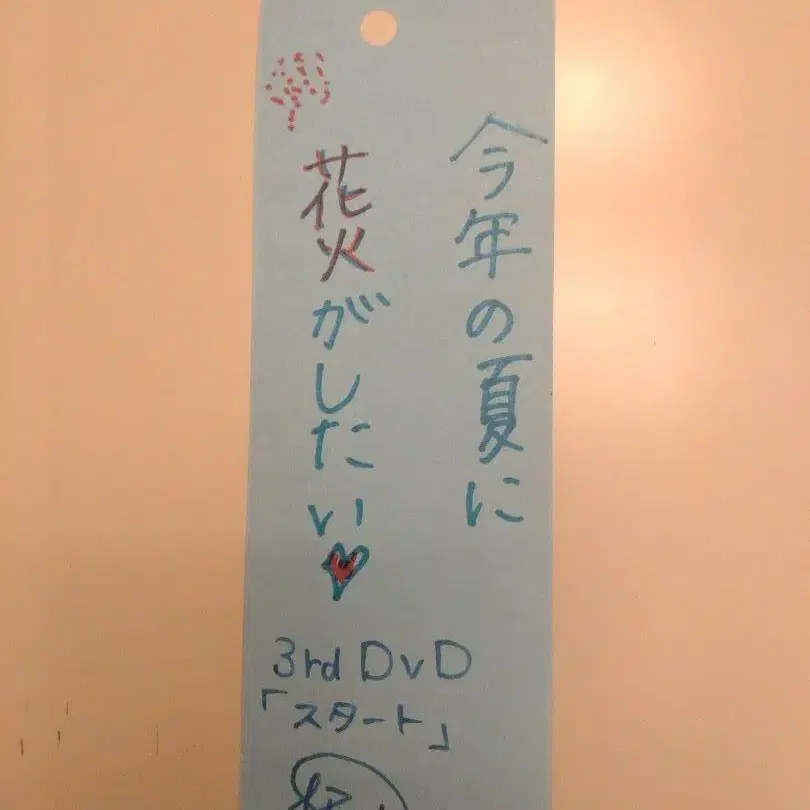 今年の夏に
花火がしたい♥
3rd DVD
「スタート」